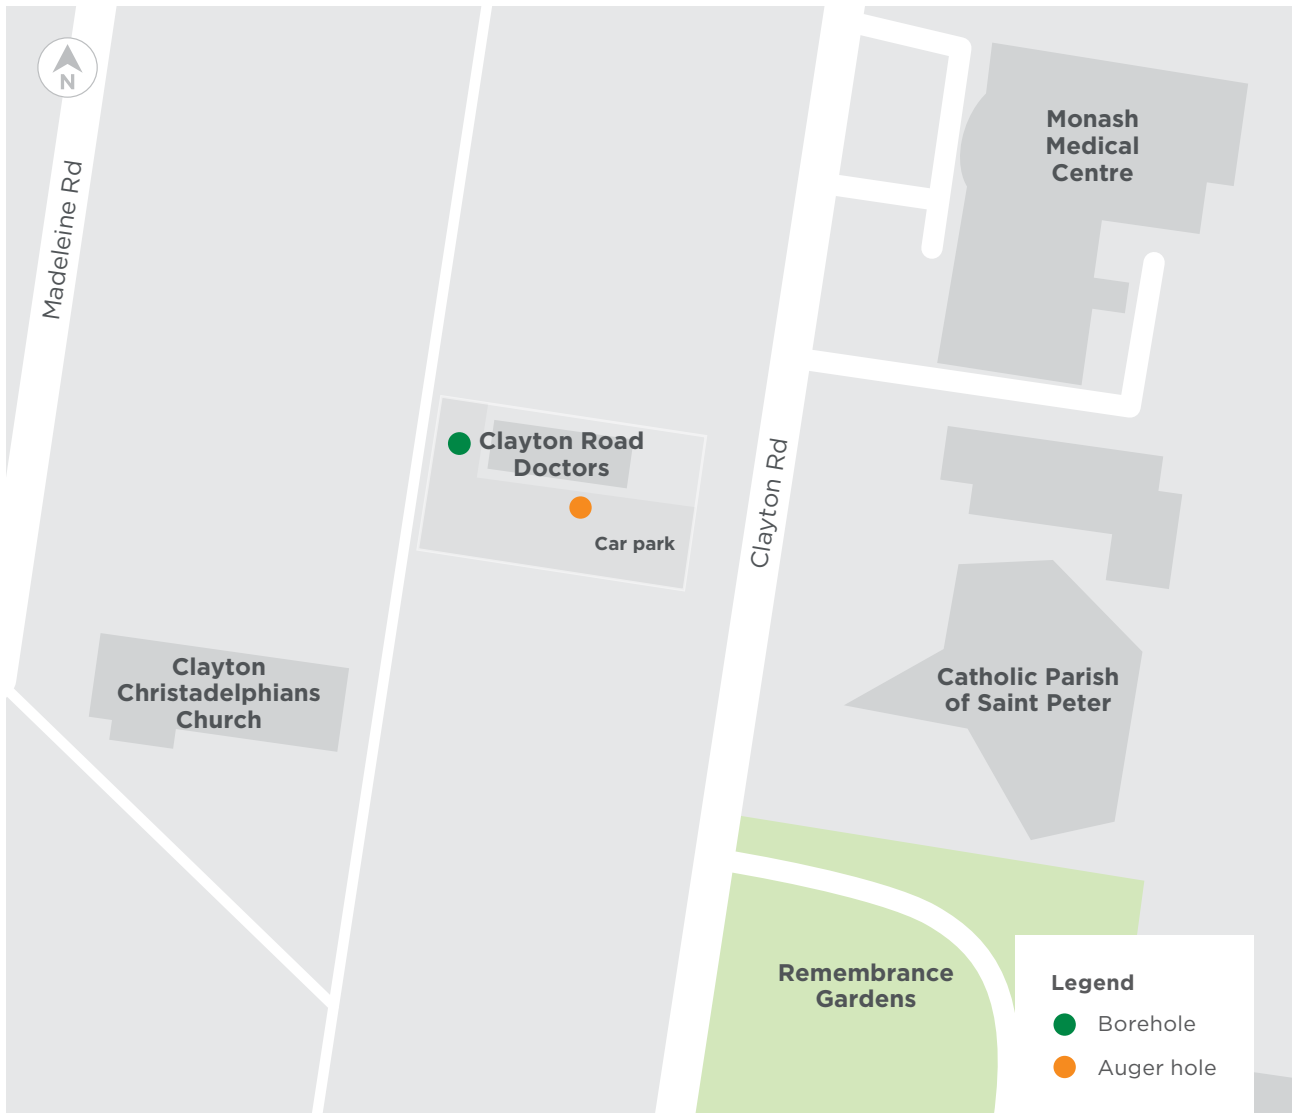 N
Madeleine Rd
Monash
Medical
Centre
Clayton Road
Doctors
Car park
Clayton Rd
Clayton
Christadelphians
Church
Catholic Parish
of Saint Peter
Remembrance
Gardens
Legend
Borehole
Auger hole